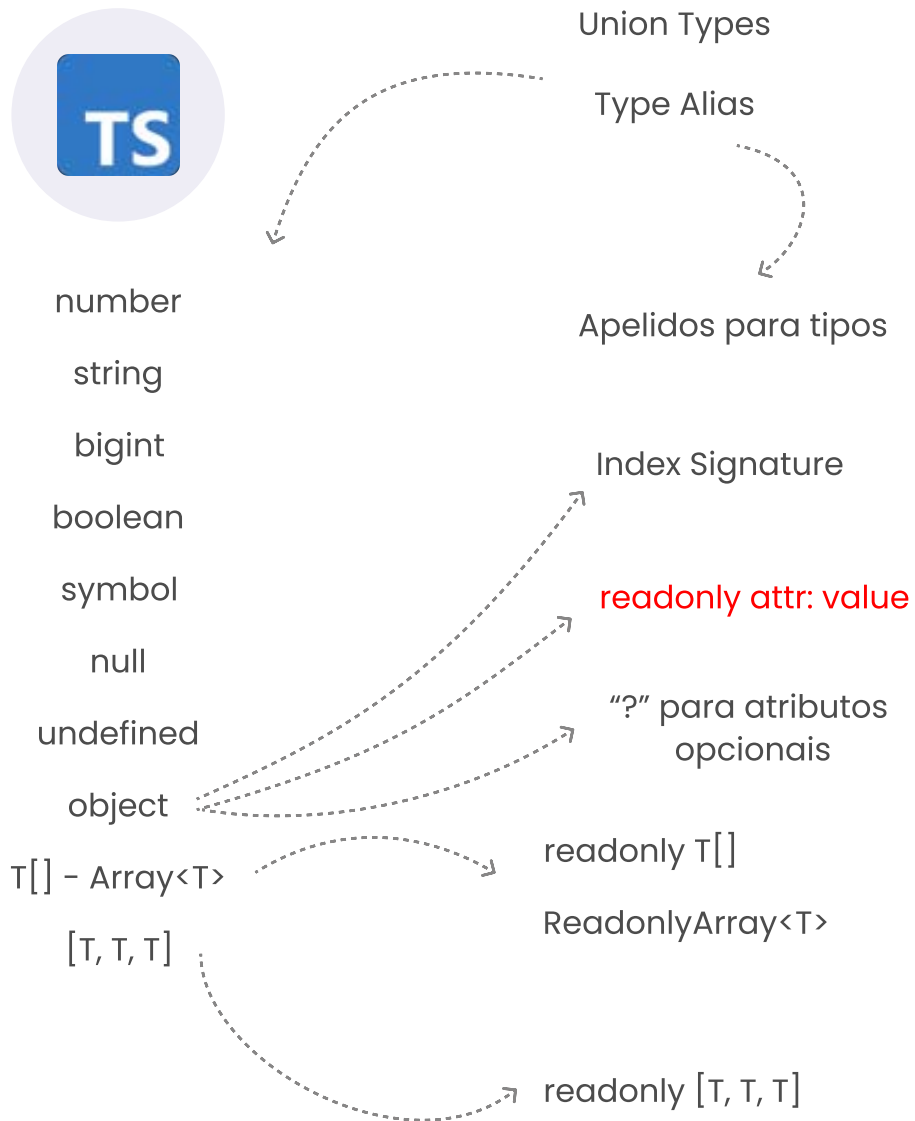 TS
Union Types
Type Alias
number
string
bigint
boolean
symbol
null
undefined
object
T[] - Array<T>
[T, T, T]
Apelidos para tipos
Index Signature
readonly attr: value
“?” para atributos
opcionais
readonly T[]
ReadonlyArray<T>
readonly [T, T, T]